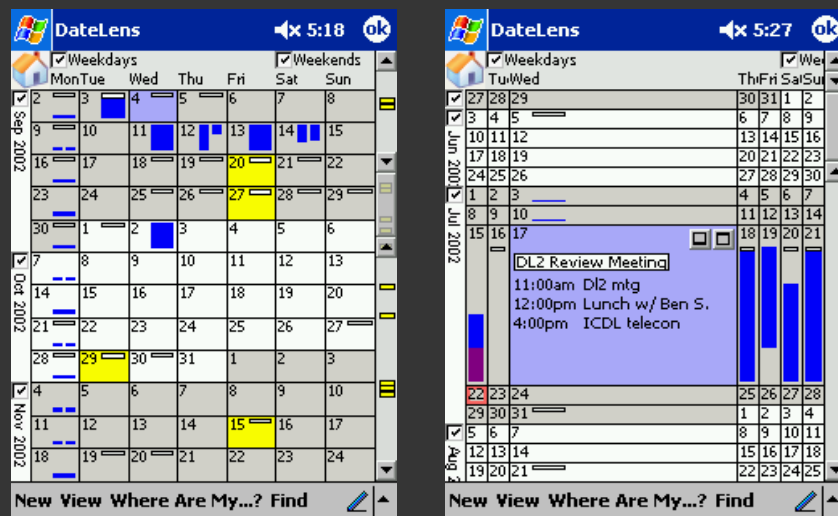 DateLens 5:18 ok
Weekdays Weekends
Mon Tue Wed Thu Fri Sat Sun
Sep 2002
2 3 4 5 6 7 8
9 10 11 12 13 14 15
16 17 18 19 20 21 22
23 24 25 26 27 28 29
30 1 2 3 4 5 6
Oct 2002
7 8 9 10 11 12 13
14 15 16 17 18 19 20
21 22 23 24 25 26 27
28 29 30 31 1 2 3
Nov 2002
4 5 6 7 8 9 10
11 12 13 14 15 16 17
18 19 20 21 22 23 24
New View Where Are My...? Find
DateLens 5:27 ok
Weekdays We
Tu Wed Th Fri Sat Su
27 28 29 30 31 1 2
Jun 200
3 4 5 6 7 8 9
10 11 12 13 14 15 16
17 18 19 20 21 22 23
24 25 26 27 28 29 30
Jul 2002
1 2 3 4 5 6 7
8 9 10 11 12 13 14
15 16 17 18 19 20 21
DL2 Review Meeting
11:00am Dl2 mtg
12:00pm Lunch w/ Ben S.
4:00pm ICDL telecon
22 23 24 25 26 27 28
29 30 31 1 2 3 4
Aug 2
5 6 7 8 9 10 11
12 13 14 15 16 17 18
19 20 21 22 23 24 25
New View Where Are My...? Find